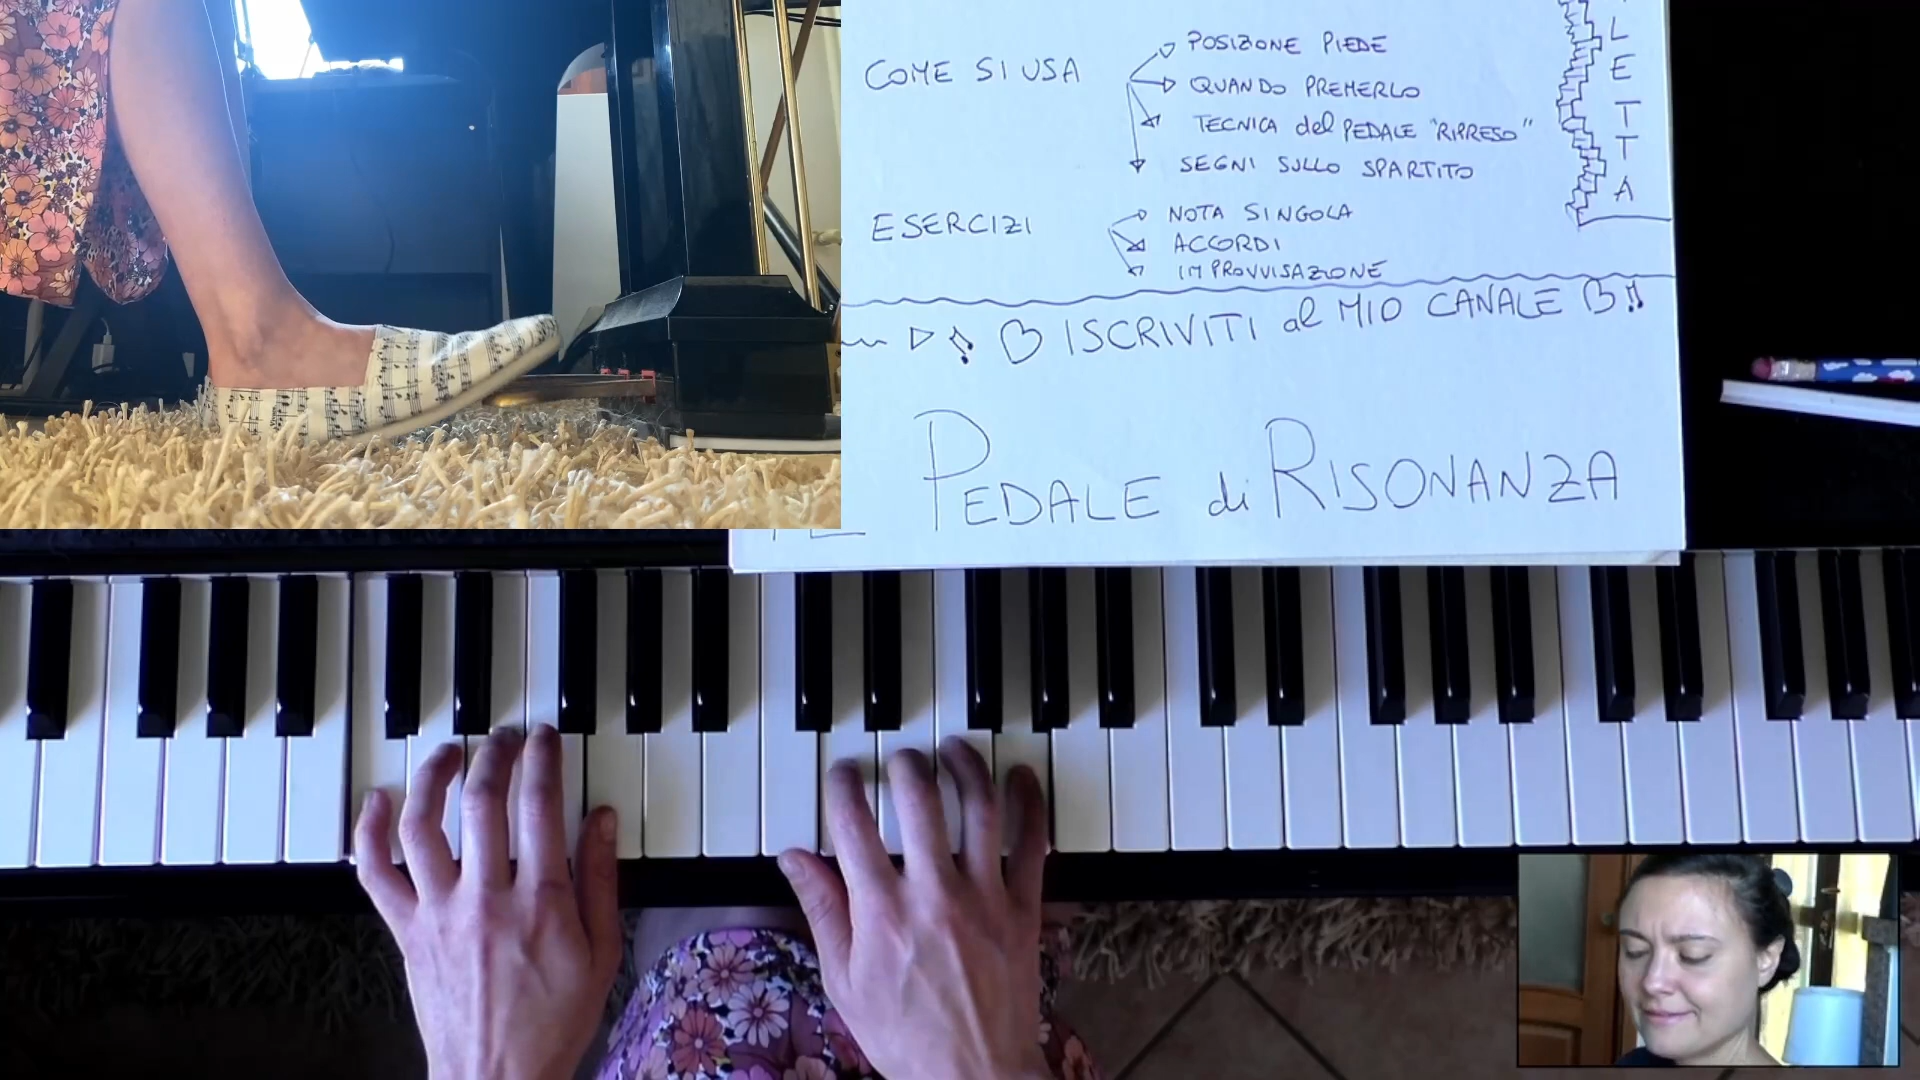 COME SI USA
POSIZONE PIEDE
QUANDO PREMERLO
TECNICA del PEDALE "RIPRESO"
SEGNI SULLO SPARTITO
ESERCIZI
NOTA SINGOLA
ACCORDI
IMPROVVISAZIONE
LETTA
ISCRIVITI al MIO CANALE !!
PEDALE di RISONANZA